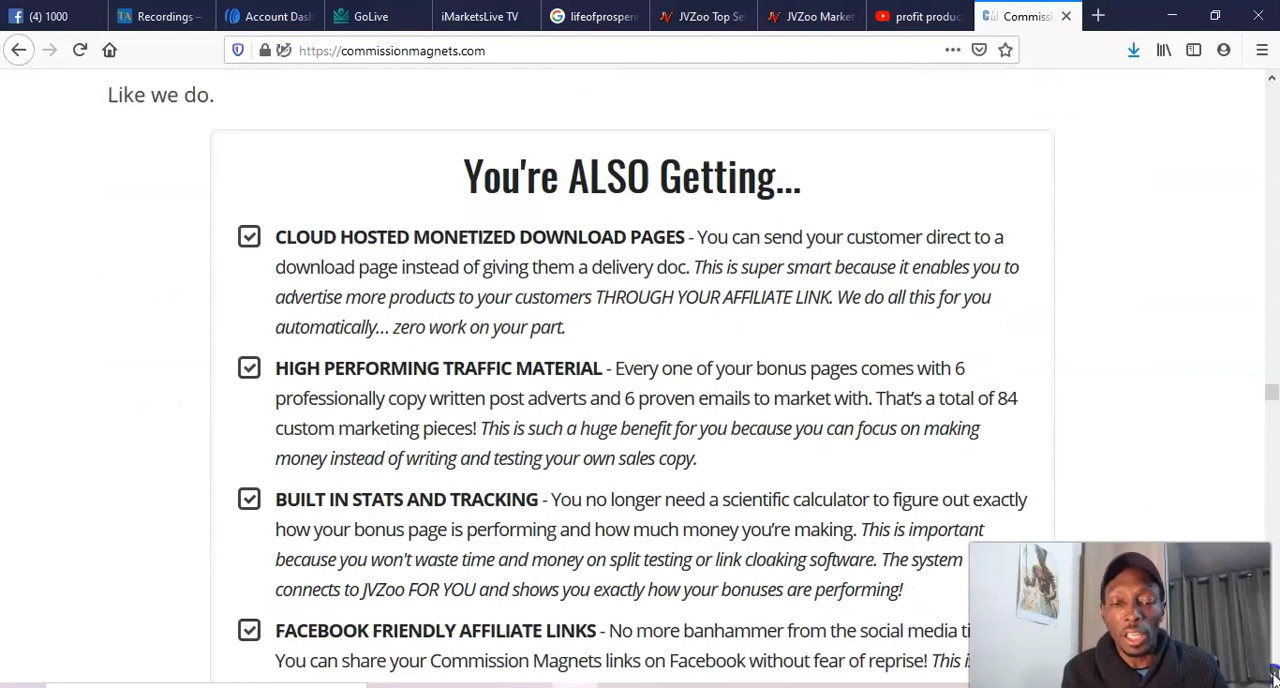 (4) 1000
Recordings –
Account Das
GoLive
iMarketsLive TV
lifeofprosper
JVZoo Top Se
JVZoo Market
profit produc
Commiss
https://commissionmagnets.com
Like we do.
You're ALSO Getting...
CLOUD HOSTED MONETIZED DOWNLOAD PAGES - You can send your customer direct to a
download page instead of giving them a delivery doc. This is super smart because it enables you to
advertise more products to your customers THROUGH YOUR AFFILIATE LINK. We do all this for you
automatically... zero work on your part.
HIGH PERFORMING TRAFFIC MATERIAL - Every one of your bonus pages comes with 6
professionally copy written post adverts and 6 proven emails to market with. That's a total of 84
custom marketing pieces! This is such a huge benefit for you because you can focus on making
money instead of writing and testing your own sales copy.
BUILT IN STATS AND TRACKING - You no longer need a scientific calculator to figure out exactly
how your bonus page is performing and how much money you're making. This is important
because you won't waste time and money on split testing or link cloaking software. The system
connects to JVZoo FOR YOU and shows you exactly how your bonuses are performing!
FACEBOOK FRIENDLY AFFILIATE LINKS - No more banhammer from the social media ti
You can share your Commission Magnets links on Facebook without fear of reprise! This i